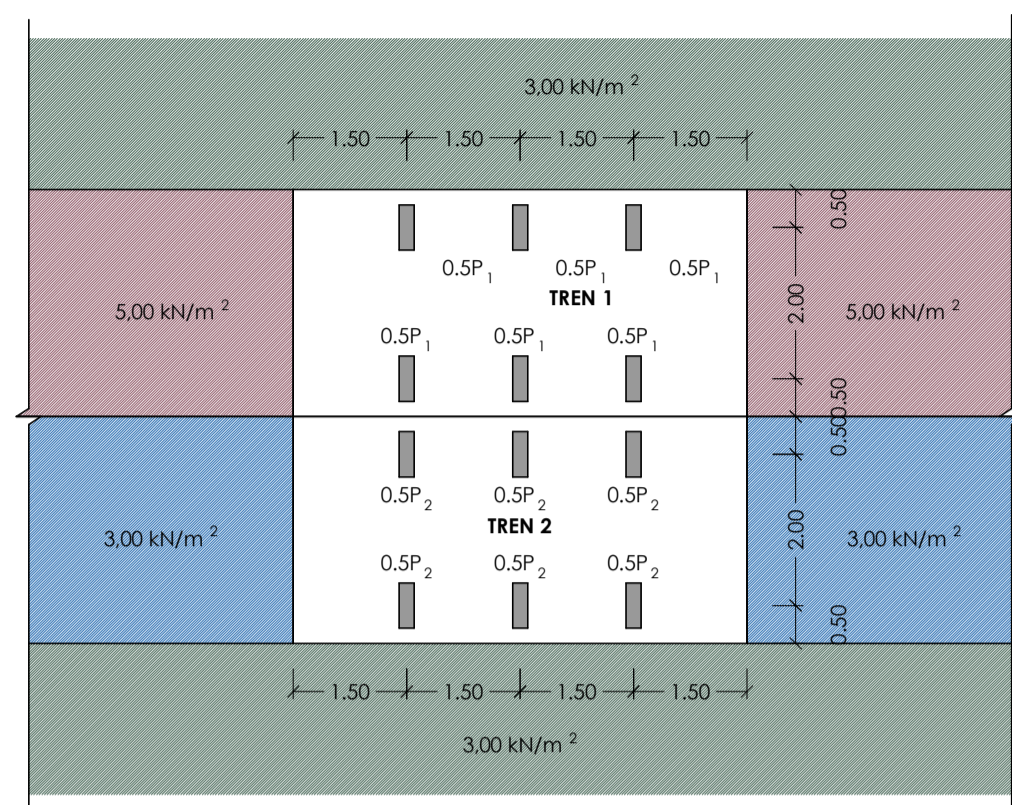 3,00 kN/m 2
1.50 1.50 1.50 1.50
0.50
0.5P 1 0.5P 1 0.5P 1
TREN 1
5,00 kN/m 2 2.00 5,00 kN/m 2
0.5P 1 0.5P 1 0.5P 1
0.50
0.50
0.5P 2 0.5P 2 0.5P 2
TREN 2
3,00 kN/m 2 2.00 3,00 kN/m 2
0.5P 2 0.5P 2 0.5P 2
0.50
1.50 1.50 1.50 1.50
3,00 kN/m 2